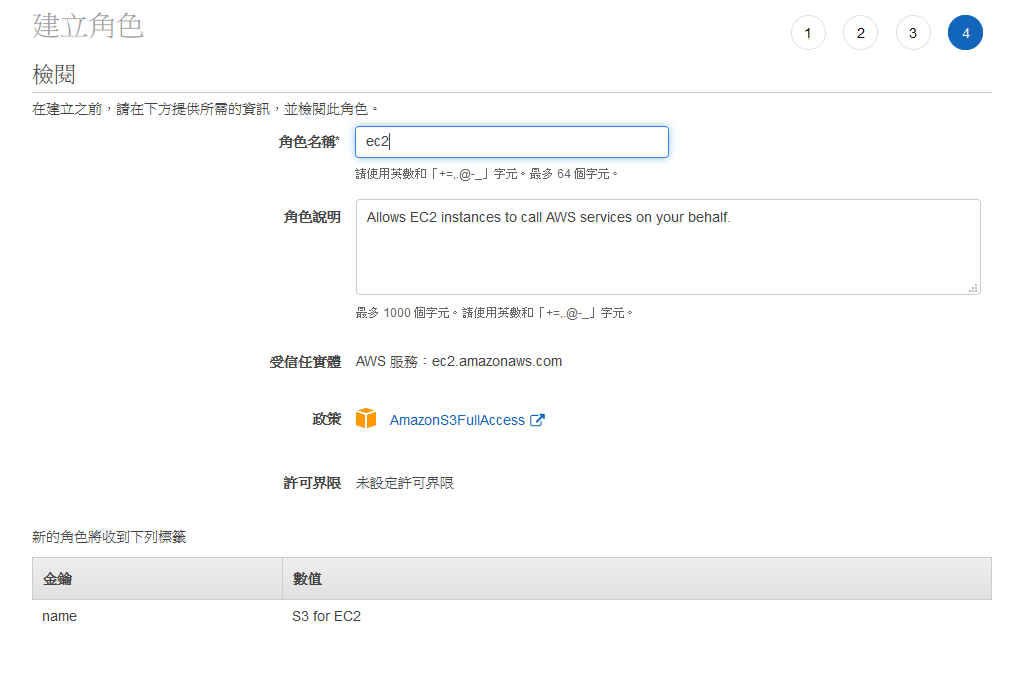 建立角色
1 2 3 4
檢閱
在建立之前，請在下方提供所需的資訊，並檢閱此角色。
角色名稱* ec2
請使用英數和「+=,.@-_」字元。最多 64 個字元。
角色說明 Allows EC2 instances to call AWS services on your behalf.
最多 1000 個字元。請使用英數和「+=,.@-_」字元。
受信任實體 AWS 服務：ec2.amazonaws.com
政策 AmazonS3FullAccess
許可界限 未設定許可界限
新的角色將收到下列標籤
金鑰 數值
name S3 for EC2